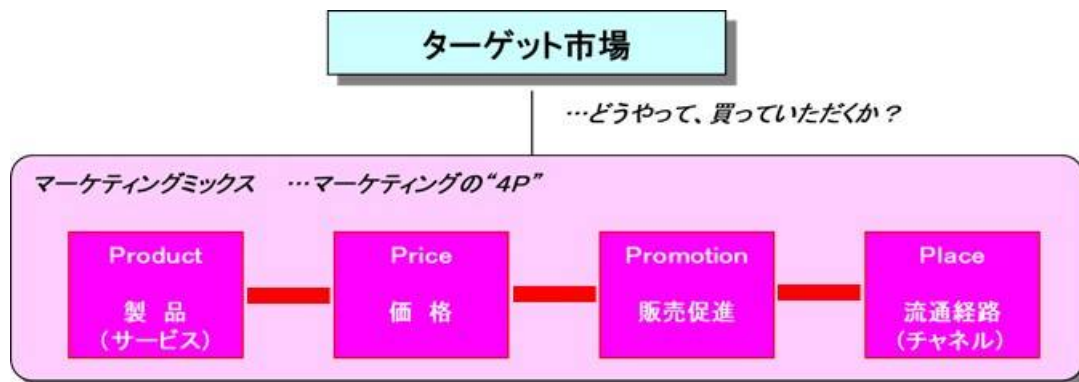 ターゲット市場
…どうやって、買っていただくか？
マーケティングミックス …マーケティングの“4P”
Product
製 品
(サービス)
Price
価 格
Promotion
販売促進
Place
流通経路
(チャネル)